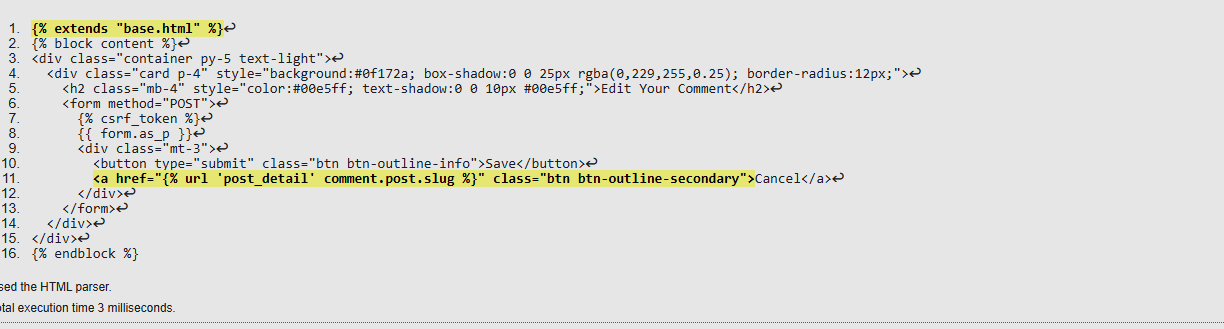 1. {% extends "base.html" %}↩
2. {% block content %}↩
3. <div class="container py-5 text-light">↩
4.   <div class="card p-4" style="background:#0f172a; box-shadow:0 0 25px rgba(0,229,255,0.25); border-radius:12px;">↩
5.     <h2 class="mb-4" style="color:#00e5ff; text-shadow:0 0 10px #00e5ff;">Edit Your Comment</h2>↩
6.     <form method="POST">↩
7.       {% csrf_token %}↩
8.       {{ form.as_p }}↩
9.       <div class="mt-3">↩
10.         <button type="submit" class="btn btn-outline-info">Save</button>↩
11.         <a href="{% url 'post_detail' comment.post.slug %}" class="btn btn-outline-secondary">Cancel</a>↩
12.       </div>↩
13.     </form>↩
14.   </div>↩
15. </div>↩
16. {% endblock %}
sed the HTML parser.
otal execution time 3 milliseconds.